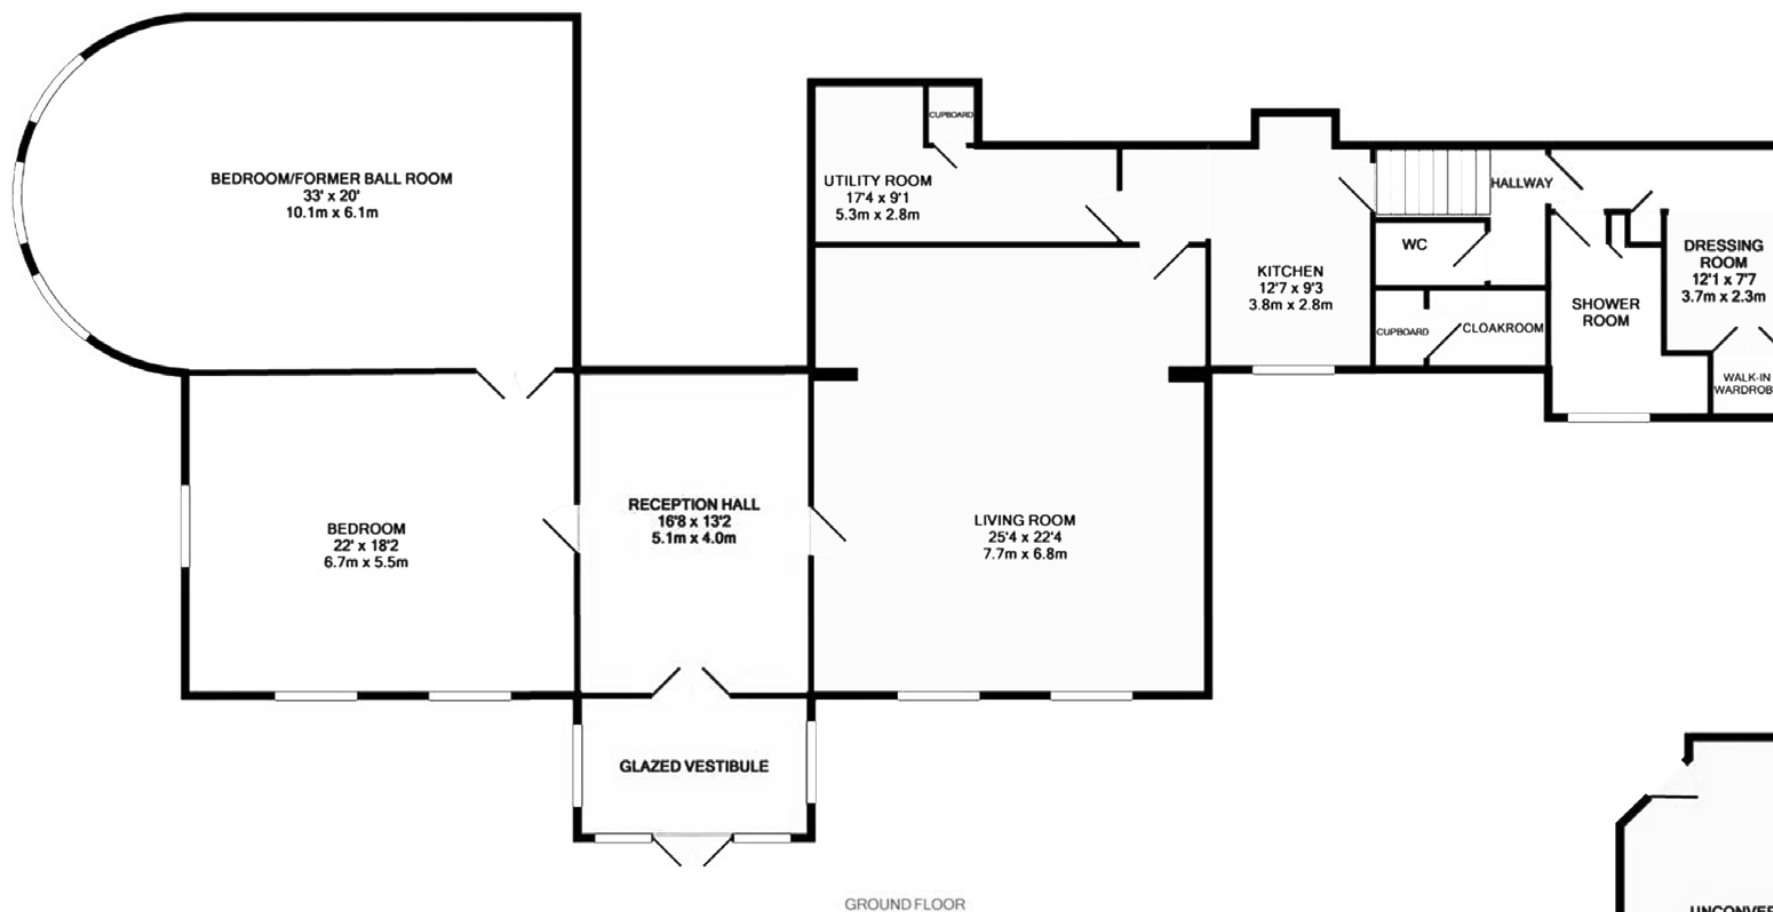 BEDROOM/FORMER BALL ROOM
33' x 20'
10.1m x 6.1m
CUPBOARD
UTILITY ROOM
17'4 x 9'1
5.3m x 2.8m
KITCHEN
12'7 x 9'3
3.8m x 2.8m
HALLWAY
WC
CUPBOARD
CLOAKROOM
SHOWER
ROOM
DRESSING
ROOM
12'1 x 7'7
3.7m x 2.3m
WALK-IN
WARDROB
BEDROOM
22' x 18'2
6.7m x 5.5m
RECEPTION HALL
16'8 x 13'2
5.1m x 4.0m
LIVING ROOM
25'4 x 22'4
7.7m x 6.8m
GLAZED VESTIBULE
GROUND FLOOR